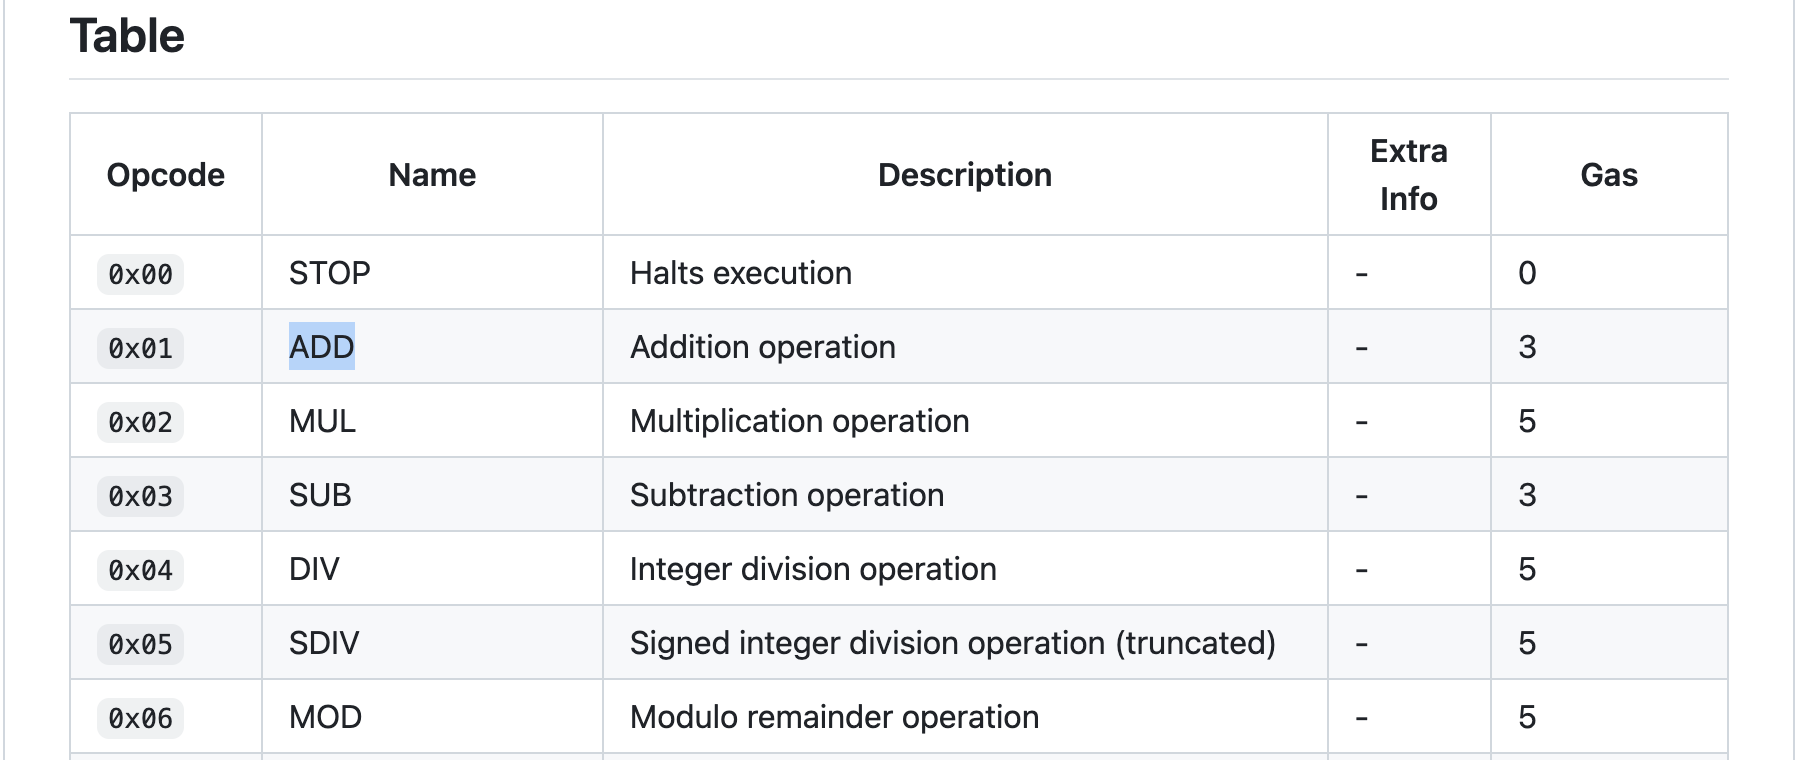 Table
Opcode Name Description Extra Info Gas
0x00 STOP Halts execution - 0
0x01 ADD Addition operation - 3
0x02 MUL Multiplication operation - 5
0x03 SUB Subtraction operation - 3
0x04 DIV Integer division operation - 5
0x05 SDIV Signed integer division operation (truncated) - 5
0x06 MOD Modulo remainder operation - 5